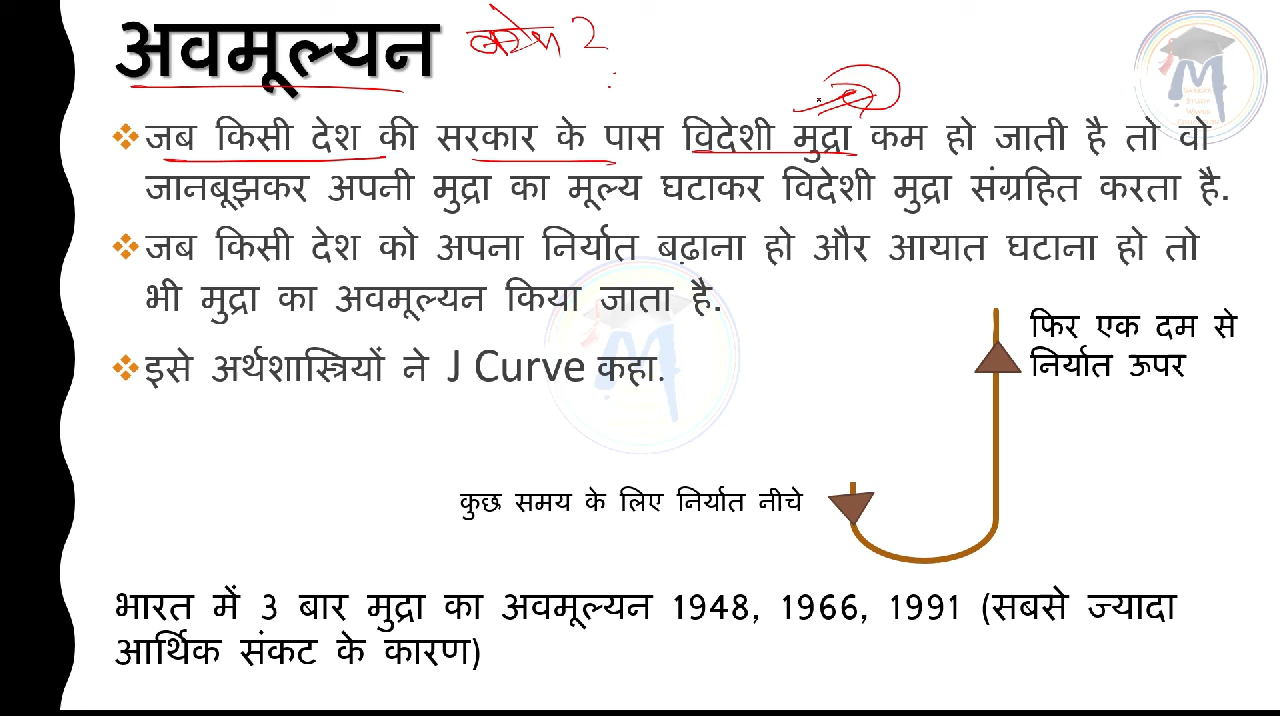 अवमूल्यन
❖जब किसी देश की सरकार के पास विदेशी मुद्रा कम हो जाती है तो वो
जानबूझकर अपनी मुद्रा का मूल्य घटाकर विदेशी मुद्रा संग्रहित करता है.
❖जब किसी देश को अपना निर्यात बढ़ाना हो और आयात घटाना हो तो
भी मुद्रा का अवमूल्यन किया जाता है.
❖इसे अर्थशास्त्रियों ने J Curve कहा.
फिर एक दम से
निर्यात ऊपर
कुछ समय के लिए निर्यात नीचे
भारत में 3 बार मुद्रा का अवमूल्यन 1948, 1966, 1991 (सबसे ज्यादा
आर्थिक संकट के कारण)